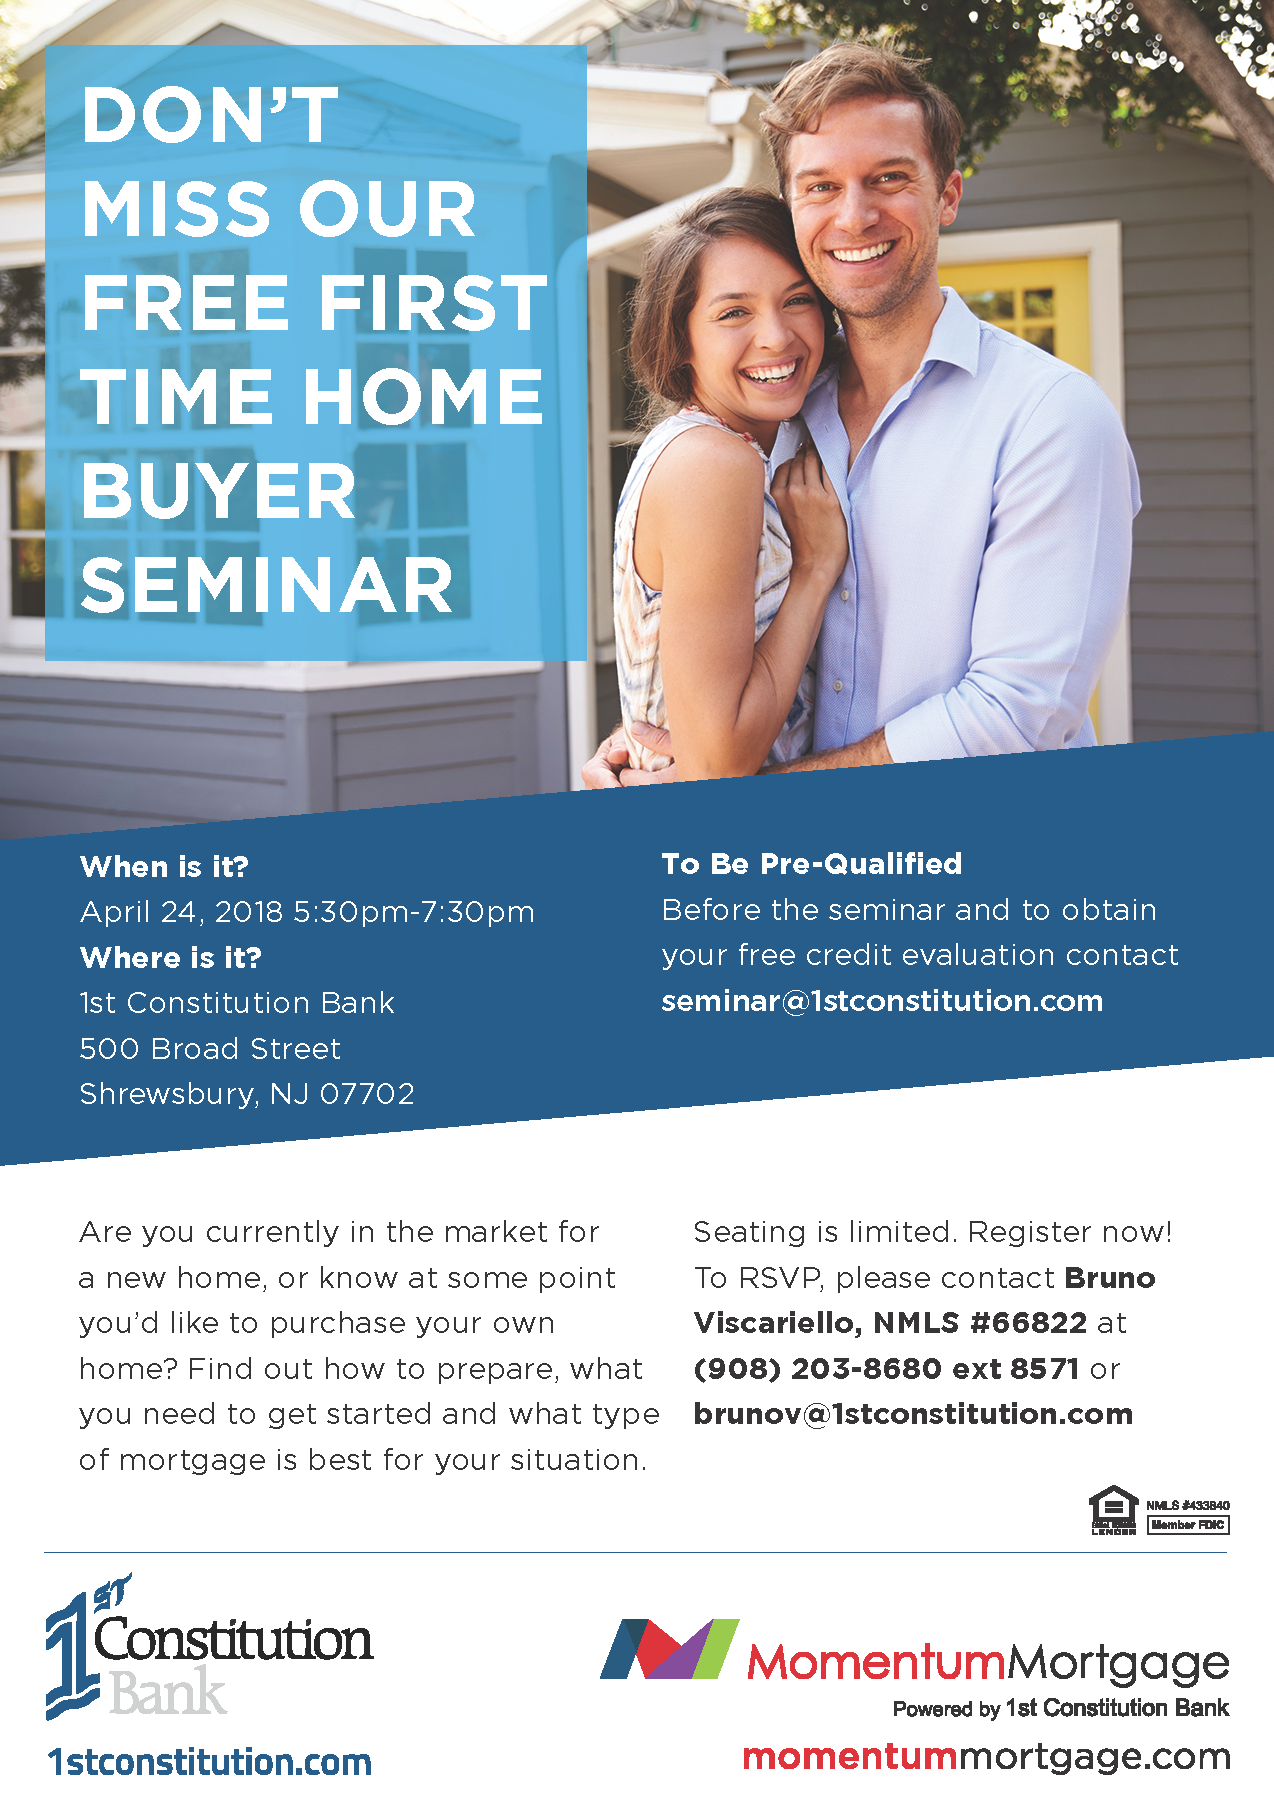 DON'T
MISS OUR
FREE FIRST
TIME HOME
BUYER
SEMINAR
When is it?
April 24, 2018 5:30pm-7:30pm
Where is it?
1st Constitution Bank
500 Broad Street
Shrewsbury, NJ 07702
To Be Pre-Qualified
Before the seminar and to obtain
your free credit evaluation contact
seminar@1stconstitution.com
Are you currently in the market for
a new home, or know at some point
you'd like to purchase your own
home? Find out how to prepare, what
you need to get started and what type
of mortgage is best for your situation.
Seating is limited. Register now!
To RSVP, please contact Bruno
Viscariello, NMLS #66822 at
(908) 203-8680 ext 8571 or
brunov@1stconstitution.com
LENDER
NMLS #433840
Member FDIC
1ST
Constitution
Bank
1stconstitution.com
MomentumMortgage
Powered by 1st Constitution Bank
momentummortgage.com